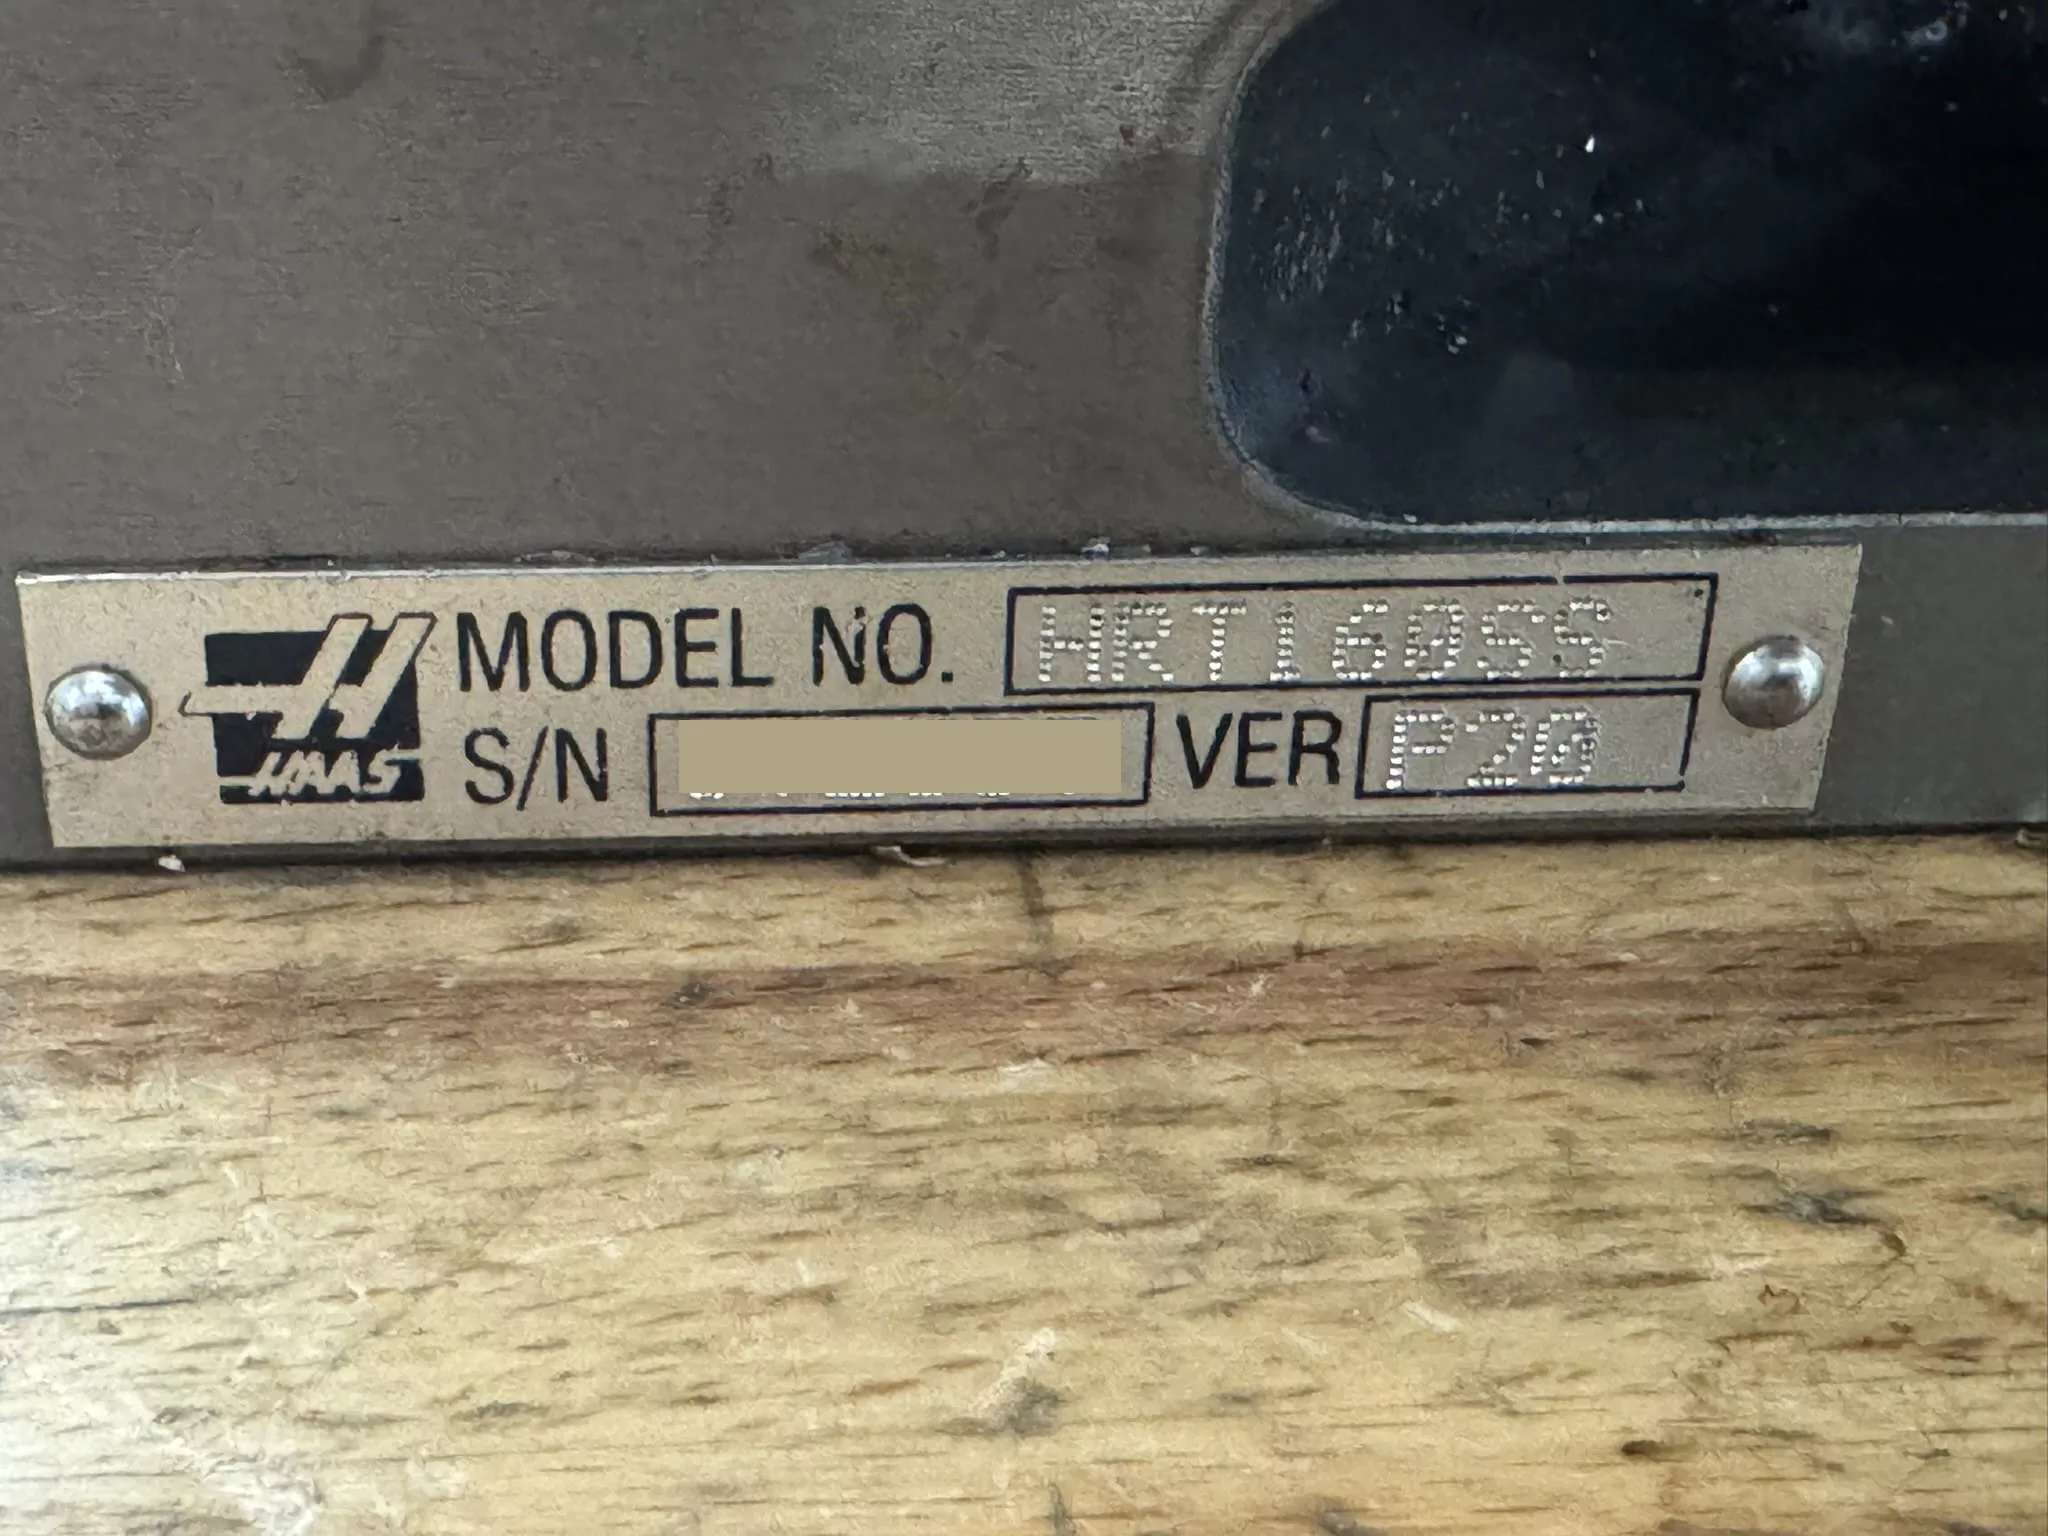 HAAS
MODEL NO. HRT160SS
S/N VER P20